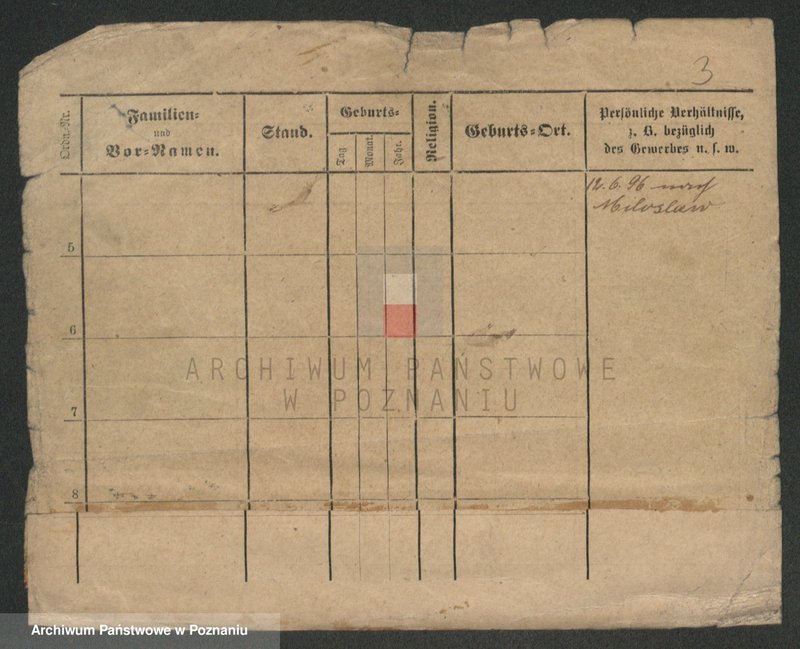 3
Ordn.-Nr.
Familien-
und
Vor-Namen.
Stand.
Geburts-
Tag
Monat.
Jahr.
Religion.
Geburts-Ort.
Persönliche Verhältnisse,
z. B. bezüglich
des Gewerbes u. s. w.
12. 6. 96 nach
Miloslaw
5
6
7
8
ARCHIWUM PAŃSTWOWE
W POZNANIU
Archiwum Państwowe w Poznaniu